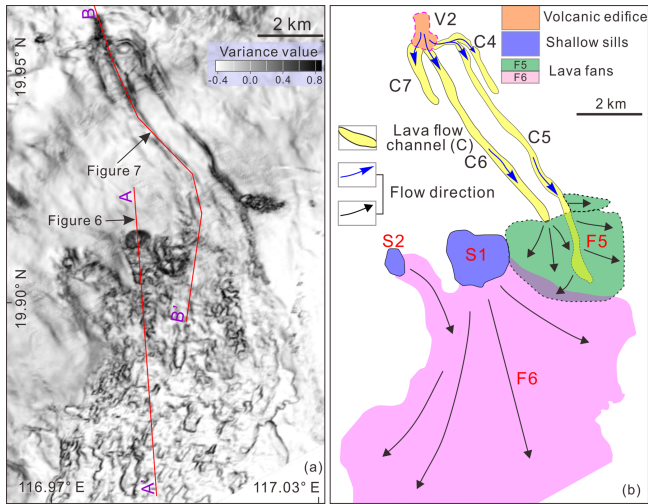 B
2 km
Variance value
-0.4 0 0.4 0.8
19.95° N
Figure 7
A
Figure 6
B'
19.90° N
A'
116.97° E
117.03° E
(a)
V2
Volcanic edifice
Shallow sills
F5
F6
Lava fans
2 km
C4
C7
C5
C6
Lava flow
channel (C)
Flow direction
S2
S1
F5
F6
(b)